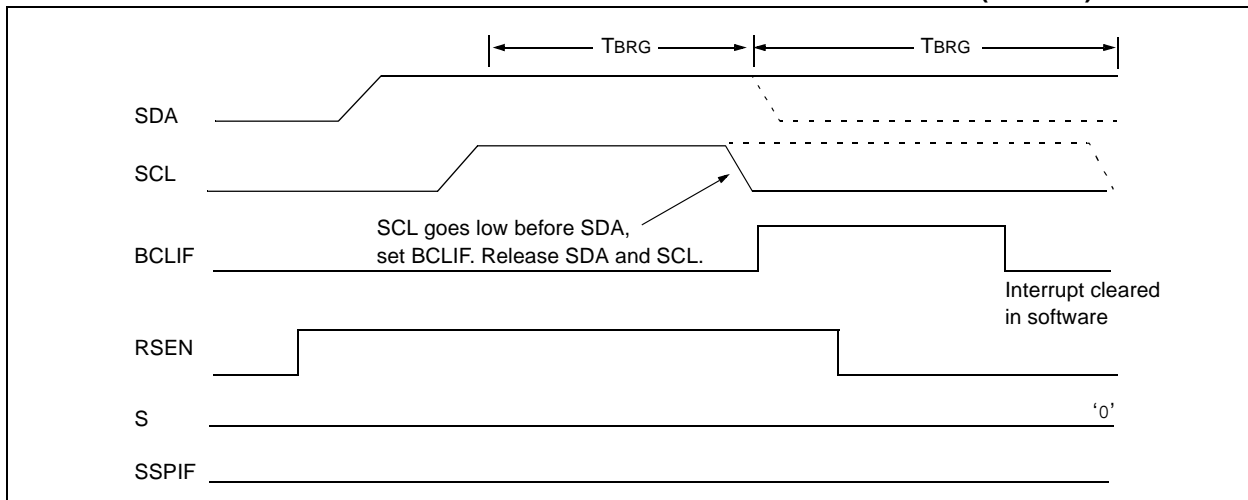 TBRG TBRG
SDA
SCL
SCL goes low before SDA,
set BCLIF. Release SDA and SCL.
BCLIF
Interrupt cleared
in software
RSEN
S ‘0’
SSPIF